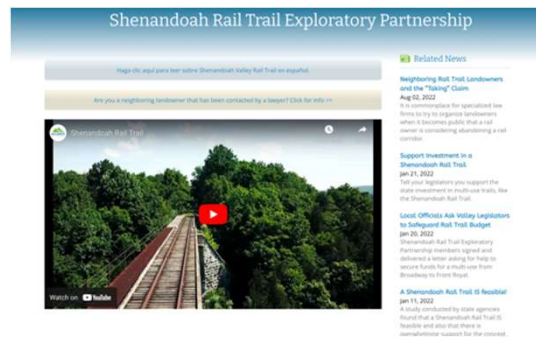 Shenandoah Rail Trail Exploratory Partnership
Haga clic aquí para leer sobre Shenandoah Valley Rail Trail en español.
Are you a neighboring landowner that has been contacted by a lawyer? Click for info >>
Shenandoah Rail Trail
Watch on YouTube
Related News
Neighboring Rail Trail Landowners
and the "Taking" Claim
Aug 02, 2022
It is commonplace for specialized law
firms to try to organize landowners
when it becomes public that a rail
owner is considering abandoning a rail
corridor.
Support Investment in a
Shenandoah Rail Trail
Jan 21, 2022
Tell your legislators you support the
state investment in multi-use trails, like
the Shenandoah Rail Trail.
Local Officials Ask Valley Legislators
to Safeguard Rail Trail Budget
Jan 20, 2022
Shenandoah Rail Trail Exploratory
Partnership members signed and
delivered a letter asking for help to
secure funds for a multi-use from
Broadway to Front Royal.
A Shenandoah Rail Trail IS feasible!
Jan 11, 2022
A study conducted by state agencies
found that a Shenandoah Rail Trail IS
feasible and also that there is
overwhelming support for the concept.